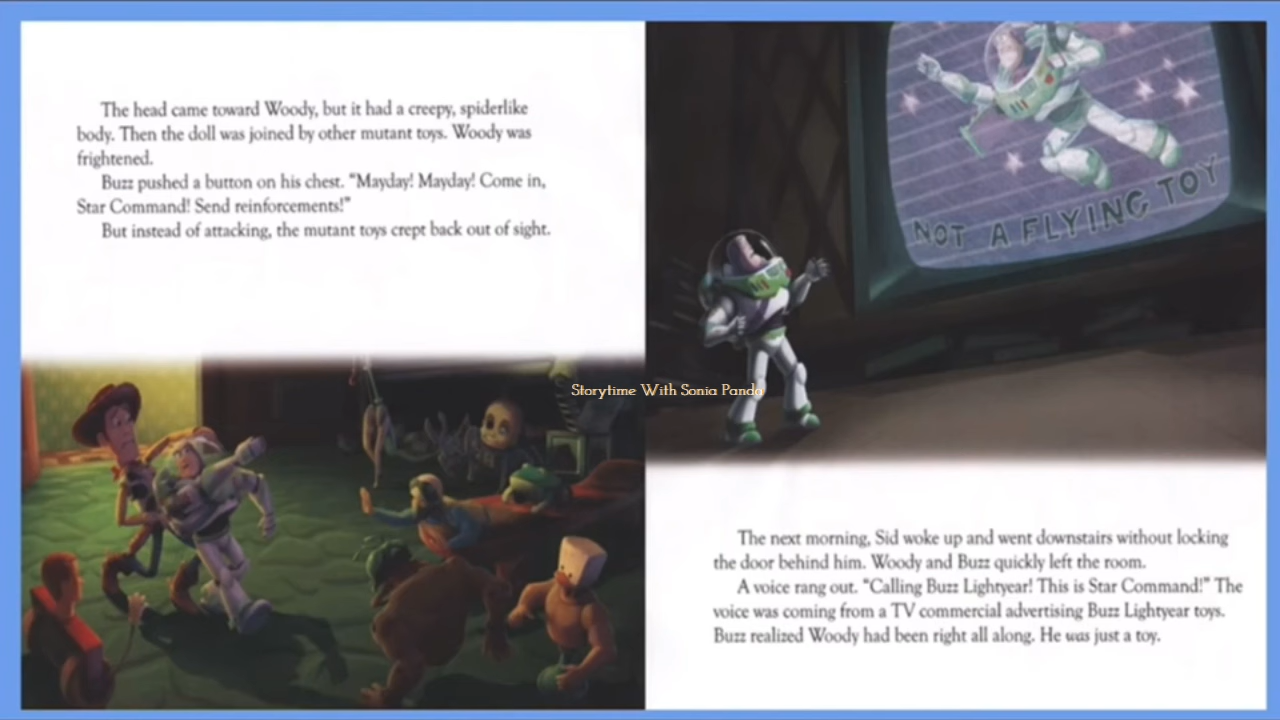 The head came toward Woody, but it had a creepy, spiderlike
body. Then the doll was joined by other mutant toys. Woody was
frightened.
Buzz pushed a button on his chest. “Mayday! Mayday! Come in,
Star Command! Send reinforcements!”
But instead of attacking, the mutant toys crept back out of sight.
Storytime With Sonia Panda
NOT A FLYING TOY
The next morning, Sid woke up and went downstairs without locking
the door behind him. Woody and Buzz quickly left the room.
A voice rang out. “Calling Buzz Lightyear! This is Star Command!” The
voice was coming from a TV commercial advertising Buzz Lightyear toys.
Buzz realized Woody had been right all along. He was just a toy.